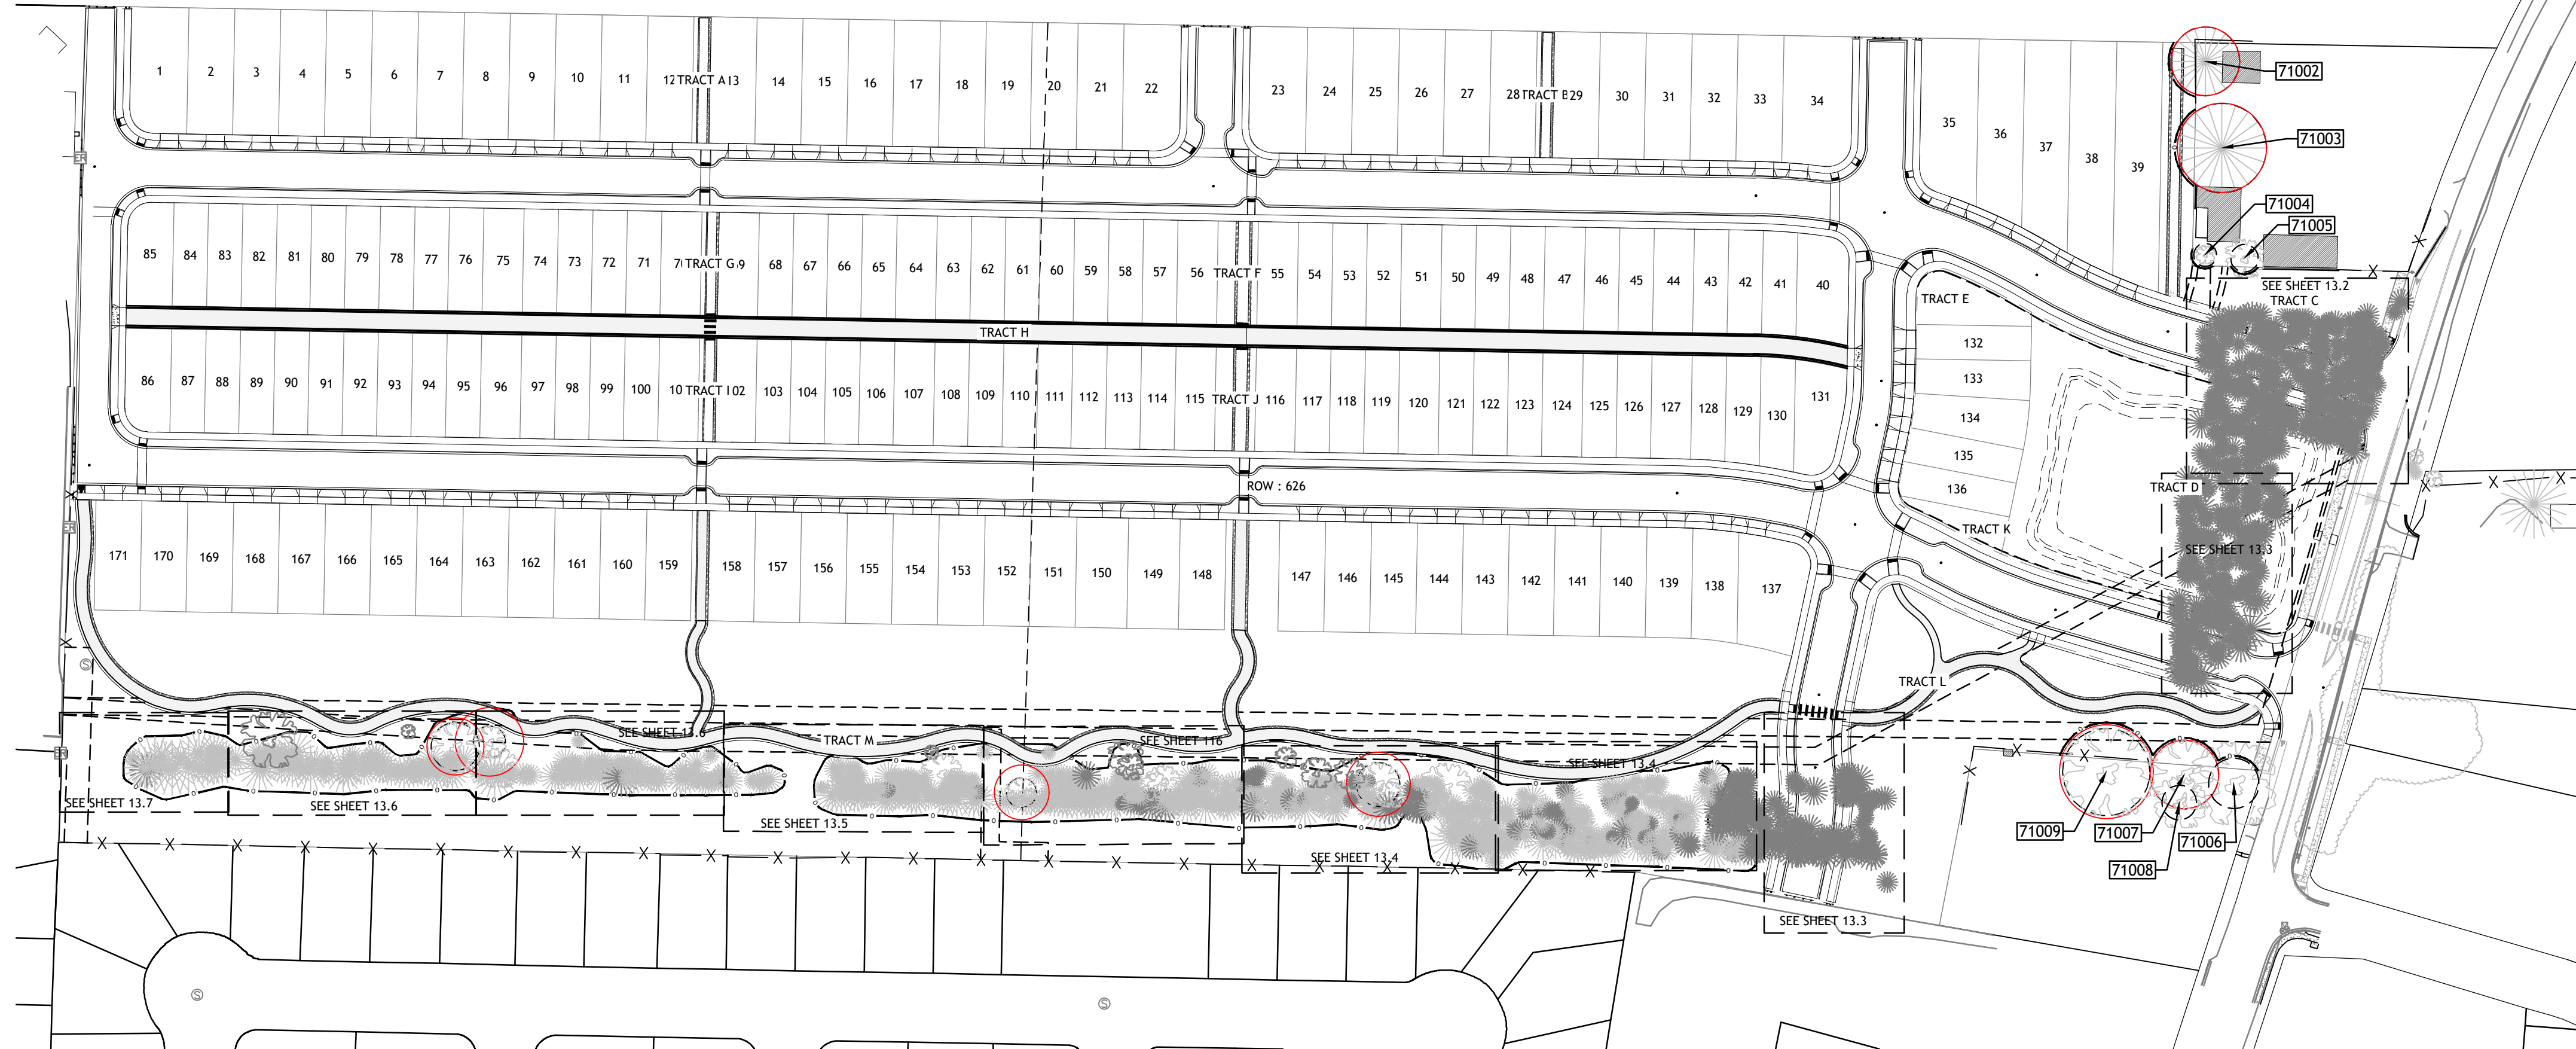 1 2 3 4 5 6 7 8 9 10 11 12 TRACT A 13 14 15 16 17 18 19 20 21 22
23 24 25 26 27 28 TRACT B 29 30 31 32 33 34
35 36 37 38 39
71002
71003
71004
71005
85 84 83 82 81 80 79 78 77 76 75 74 73 72 71 TRACT G 68 67 66 65 64 63 62 61 60 59 58 57 56 TRACT F 55 54 53 52 51 50 49 48 47 46 45 44 43 42 41 40
TRACT E
SEE SHEET 13.2
TRACT C
TRACT H
132
133
134
135
136
86 87 88 89 90 91 92 93 94 95 96 97 98 99 100 TRACT I 103 104 105 106 107 108 109 110 111 112 113 114 115 TRACT J 116 117 118 119 120 121 122 123 124 125 126 127 128 129 130 131
ROW : 626
TRACT D
TRACT K
SEE SHEET 13.3
171 170 169 168 167 166 165 164 163 162 161 160 159 158 157 156 155 154 153 152 151 150 149 148 147 146 145 144 143 142 141 140 139 138 137
TRACT L
TRACT M
SEE SHEET 116
SEE SHEET 13.4
SEE SHEET 13.7
SEE SHEET 13.6
SEE SHEET 13.5
SEE SHEET 13.4
SEE SHEET 13.3
71009
71007
71006
71008
S
S
S